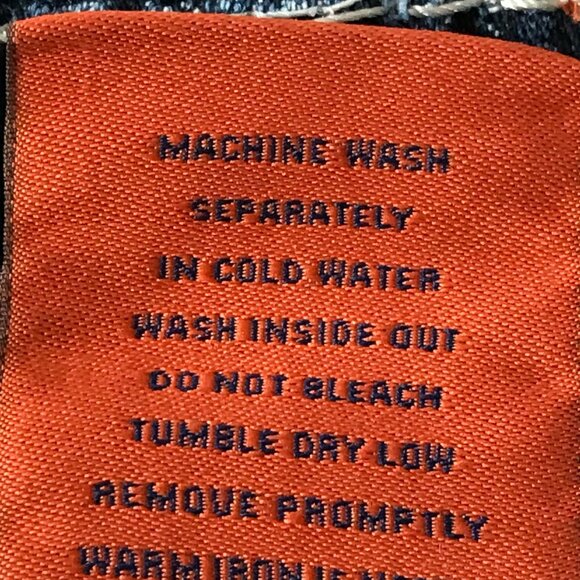 MACHINE WASH
SEPARATELY
IN COLD WATER
WASH INSIDE OUT
DO NOT BLEACH
TUMBLE DRY LOW
REMOVE PROMPTLY
WARM IRON IF